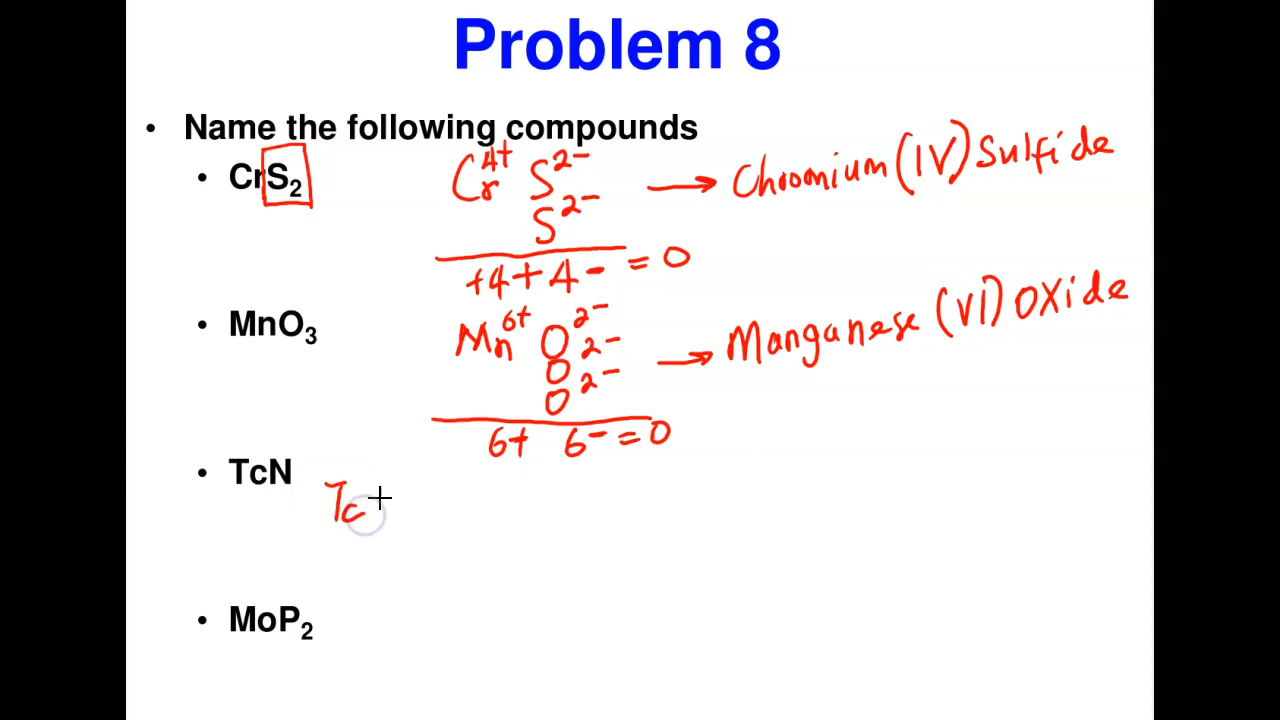 Problem 8
• Name the following compounds
• CrS₂ Cr⁴⁺ S²⁻ → Chromium (IV) Sulfide
S²⁻
+4 + 4- = 0
• MnO₃ Mn⁶⁺ O²⁻ → Manganese (VI) Oxide
O²⁻
O²⁻
6+ 6- = 0
• TcN Tc
• MoP₂